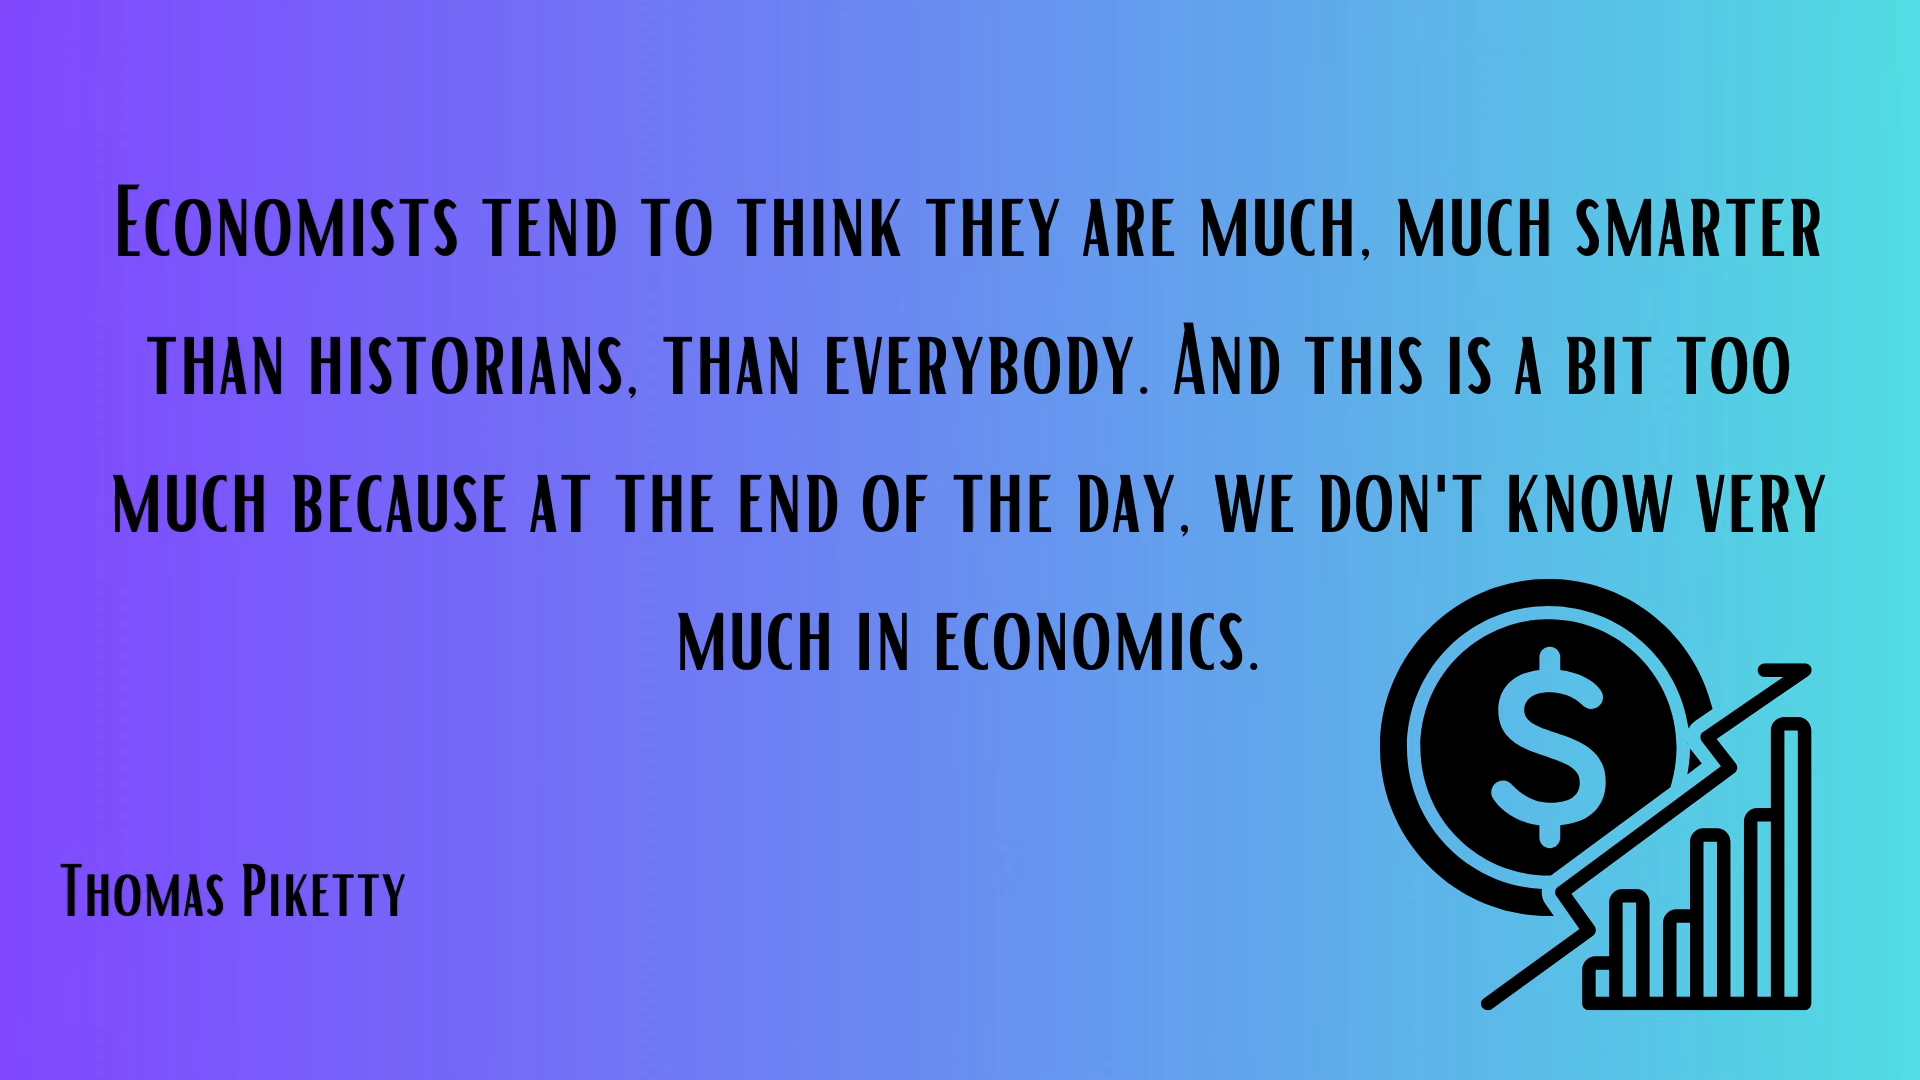 Economists tend to think they are much, much smarter
than historians, than everybody. And this is a bit too
much because at the end of the day, we don't know very
much in economics.
$
Thomas Piketty